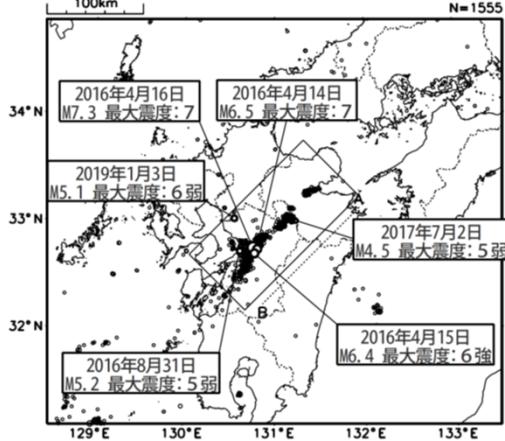 100km
N=1555
34°N
33°N
32°N
2016年4月16日
M7.3 最大震度:7
2016年4月14日
M6.5 最大震度:7
2019年1月3日
M5.1 最大震度:6弱
A
2017年7月2日
M4.5 最大震度:5弱
B
2016年4月15日
M6.4 最大震度:6強
2016年8月31日
M5.2 最大震度:5弱
129°E
130°E
131°E
132°E
133°E